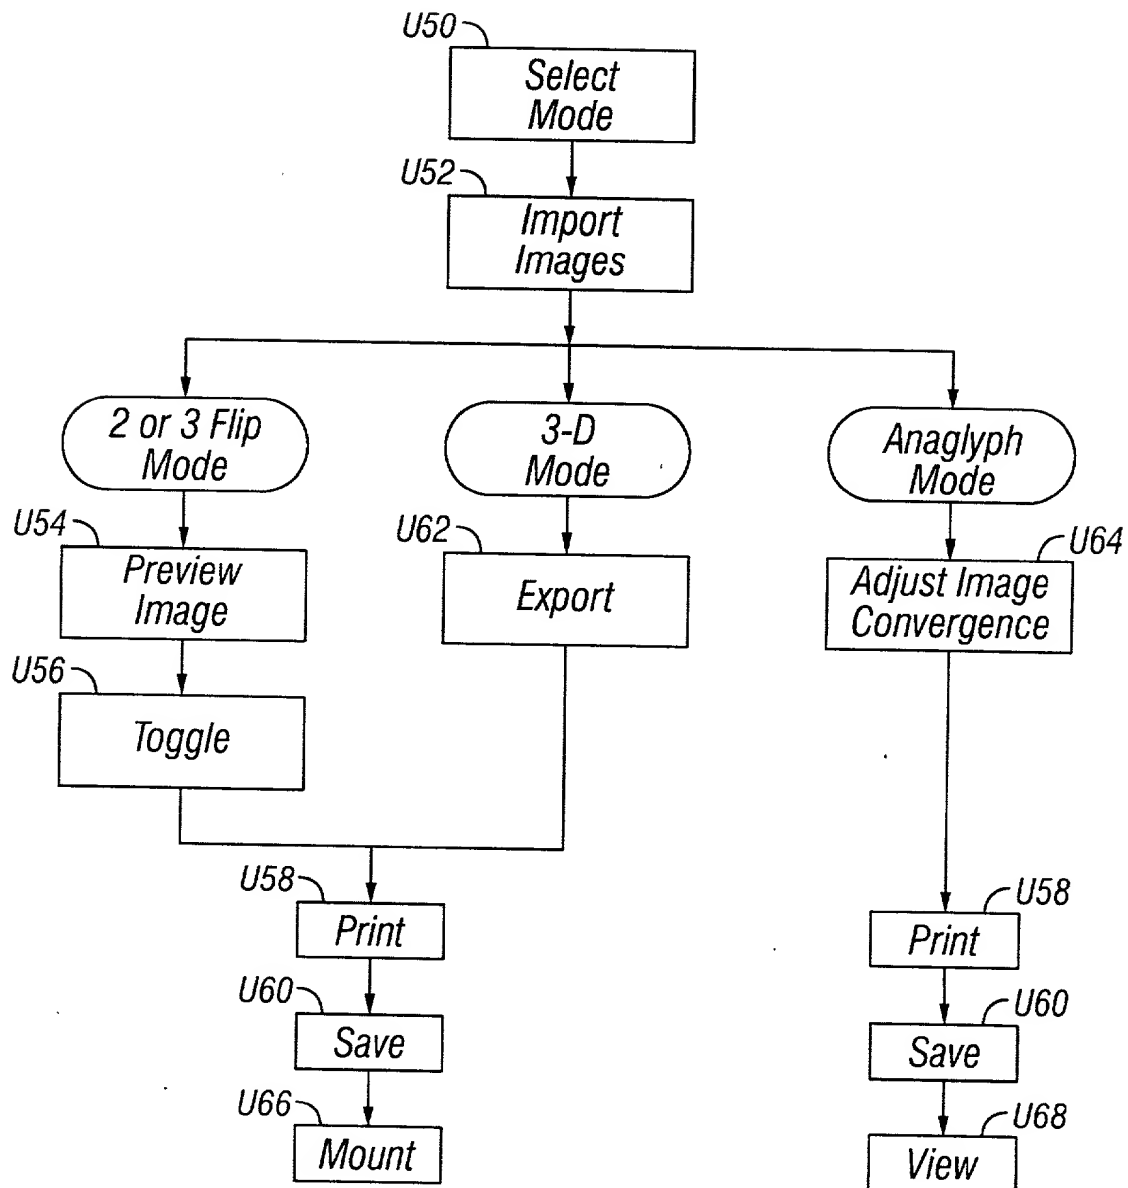 U50
Select
Mode
U52
Import
Images
2 or 3 Flip
Mode
3-D
Mode
Anaglyph
Mode
U54
Preview
Image
U62
Export
U64
Adjust Image
Convergence
U56
Toggle
U58
Print
U58
Print
U60
Save
U60
Save
U66
Mount
U68
View